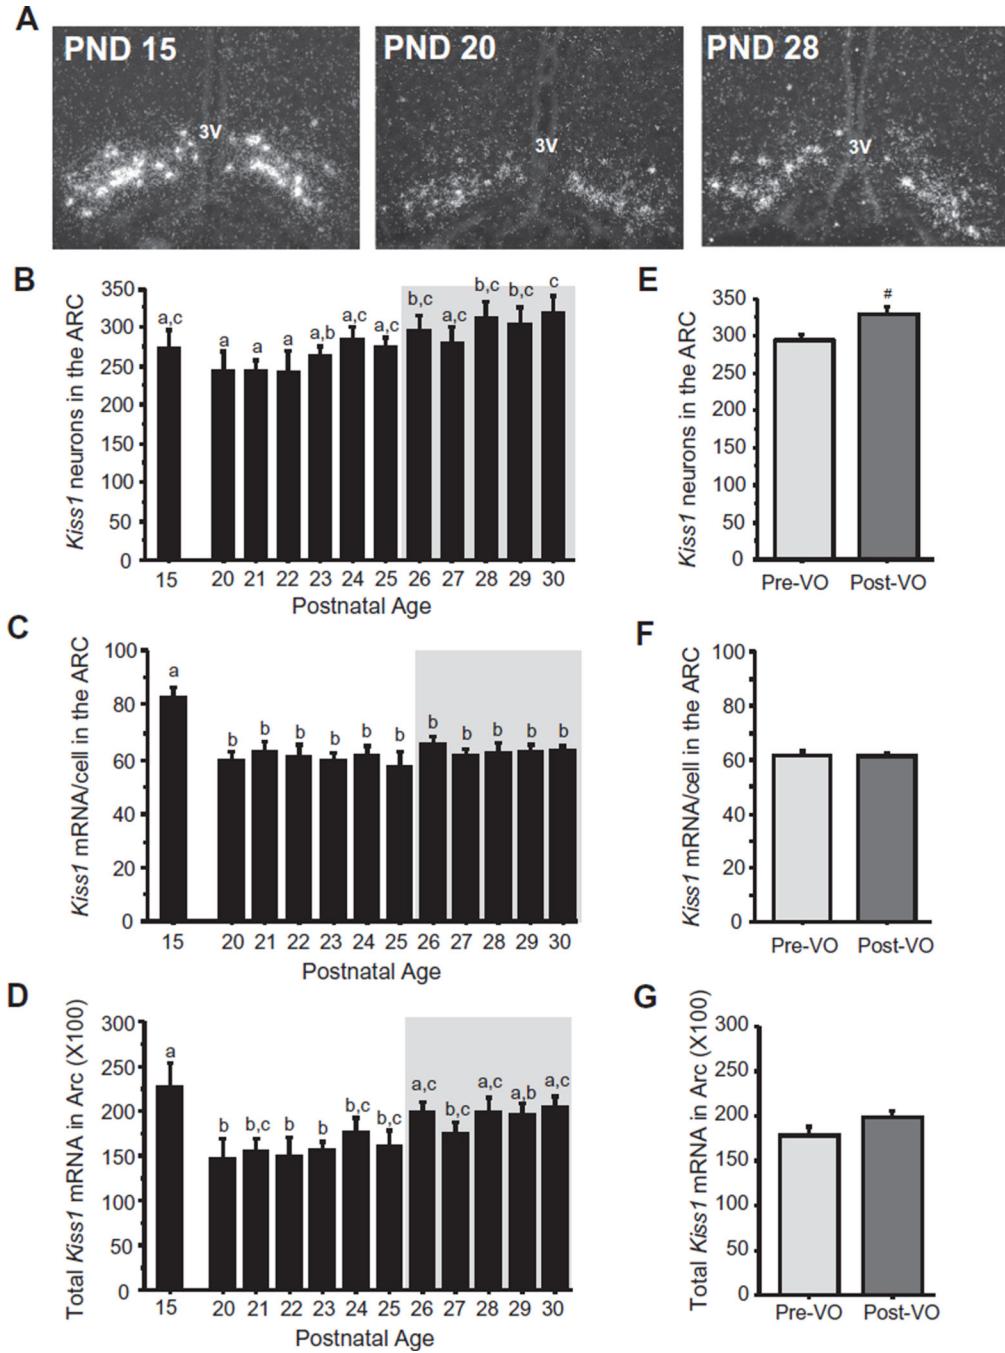 A
PND 15
PND 20
PND 28
3V
3V
3V
B
Kiss1 neurons in the ARC
350
300
250
200
150
100
50
0
a,c
a
a
a
a,b
a,c
a,c
b,c
a,c
b,c
b,c
c
15 20 21 22 23 24 25 26 27 28 29 30
Postnatal Age
E
Kiss1 neurons in the ARC
350
300
250
200
150
100
50
0
#
Pre-VO Post-VO
C
Kiss1 mRNA/cell in the ARC
100
80
60
40
20
0
a
b
b
b
b
b
b
b
b
b
b
b
15 20 21 22 23 24 25 26 27 28 29 30
Postnatal Age
F
Kiss1 mRNA/cell in the ARC
100
80
60
40
20
0
Pre-VO Post-VO
D
Total Kiss1 mRNA in Arc (X100)
300
250
200
150
100
50
0
a
b
b,c
b
b
b,c
b,c
a,c
b,c
a,c
a,b
a,c
15 20 21 22 23 24 25 26 27 28 29 30
Postnatal Age
G
Total Kiss1 mRNA in Arc (X100)
300
250
200
150
100
50
0
Pre-VO Post-VO